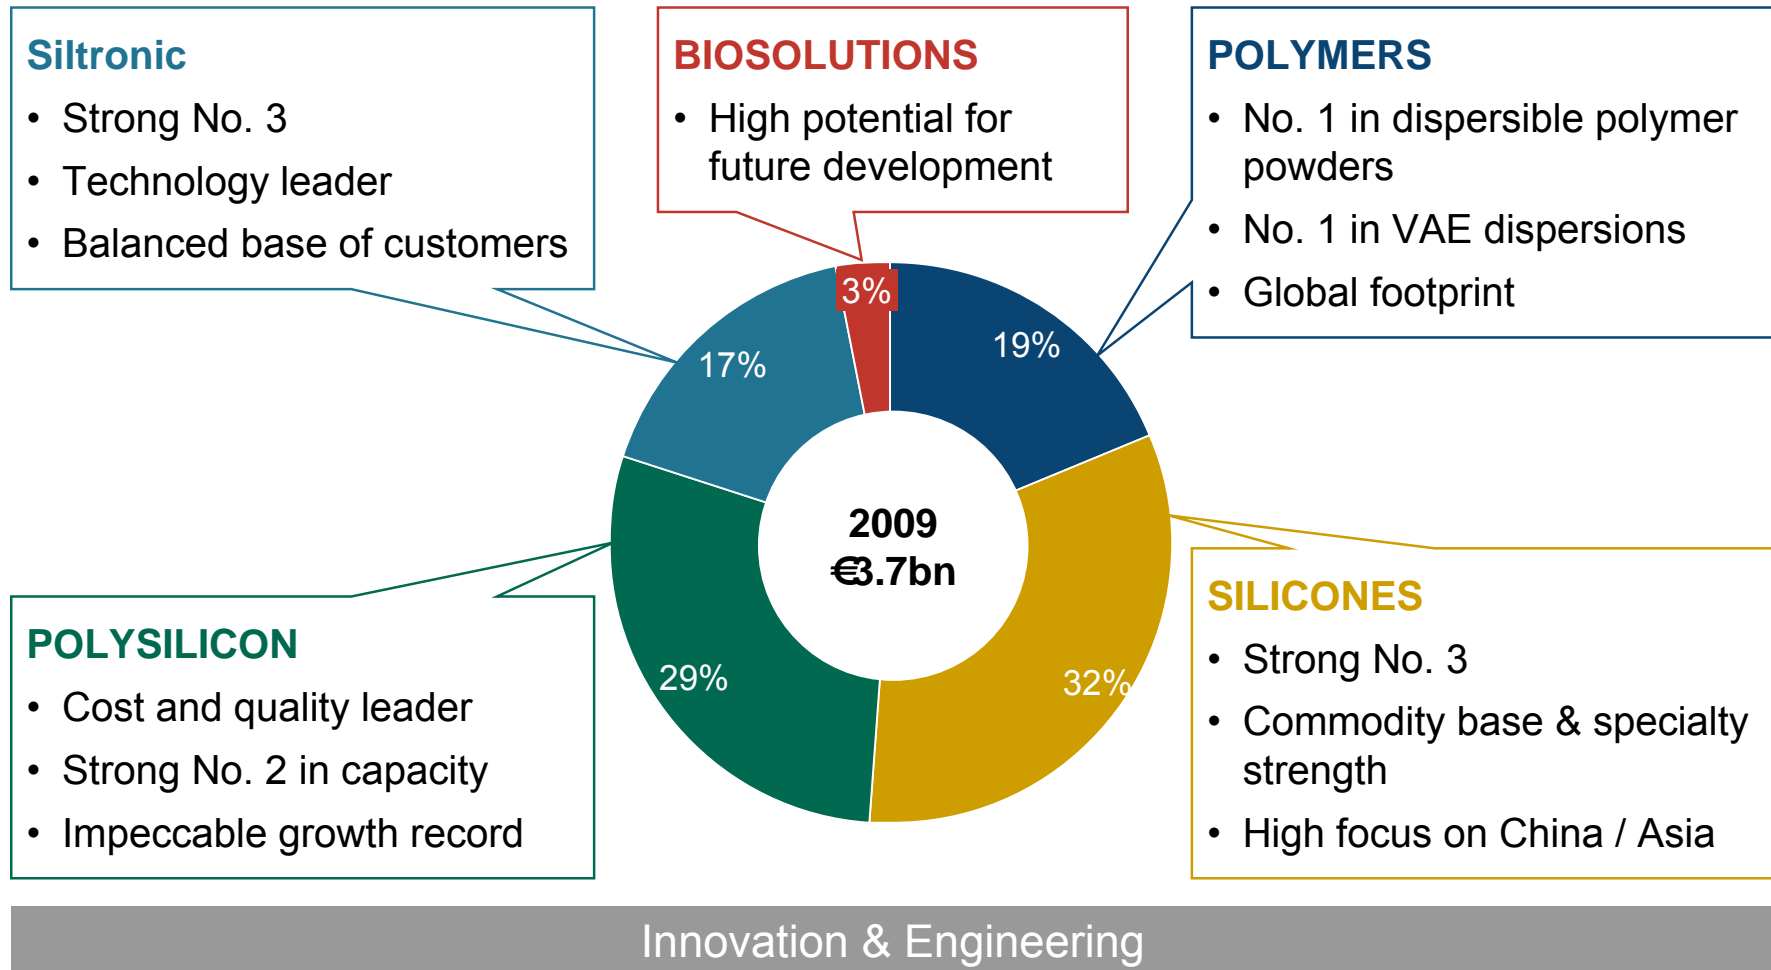 Siltronic
• Strong No. 3
• Technology leader
• Balanced base of customers
BIOSOLUTIONS
• High potential for
future development
POLYMERS
• No. 1 in dispersible polymer
powders
• No. 1 in VAE dispersions
• Global footprint
3%
19%
17%
2009
€3.7bn
29%
32%
POLYSILICON
• Cost and quality leader
• Strong No. 2 in capacity
• Impeccable growth record
SILICONES
• Strong No. 3
• Commodity base & specialty
strength
• High focus on China / Asia
Innovation & Engineering